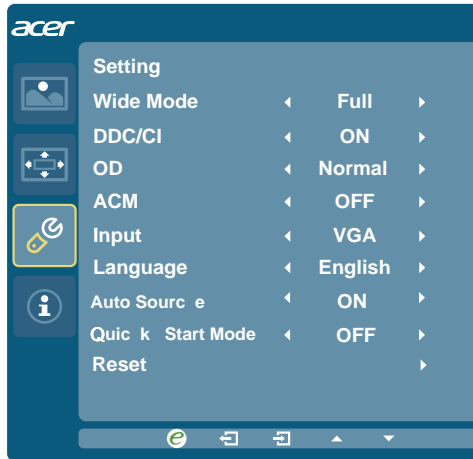 acer
Setting
Wide Mode Full
DDC/CI ON
OD Normal
ACM OFF
Input VGA
Language English
Auto Sourc e ON
Quic k Start Mode OFF
Reset
e